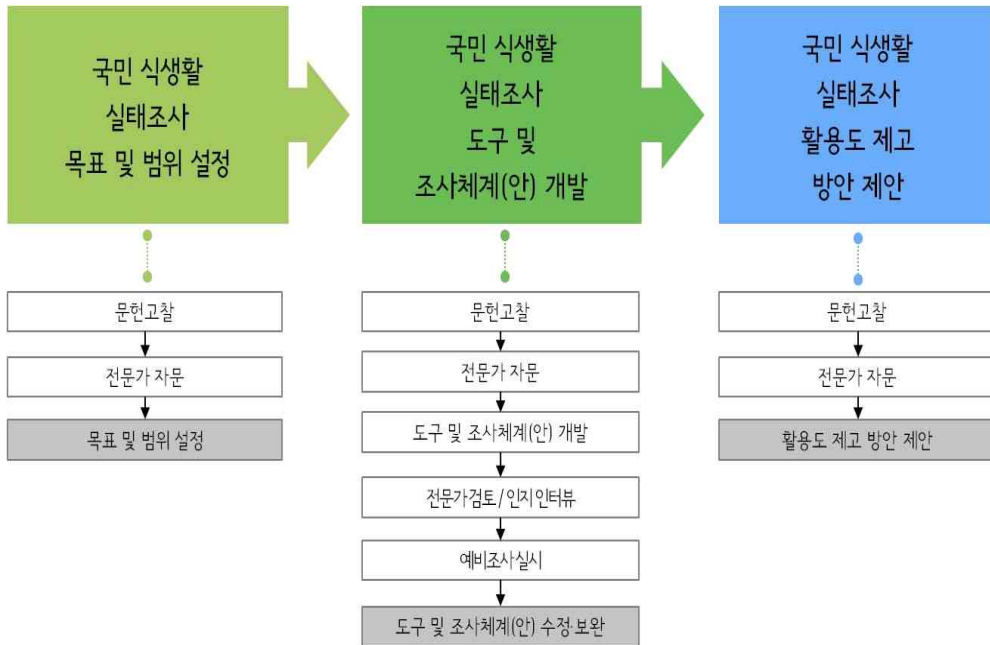 국민 식생활
실태조사
목표 및 범위 설정
국민 식생활
실태조사
도구 및
조사체계(안) 개발
국민 식생활
실태조사
활용도 제고
방안 제안
문헌고찰
전문가 자문
목표 및 범위 설정
문헌고찰
전문가 자문
도구 및 조사체계(안) 개발
전문가검토/인지인터뷰
예비조사실시
도구 및 조사체계(안) 수정·보완
문헌고찰
전문가 자문
활용도 제고 방안 제안